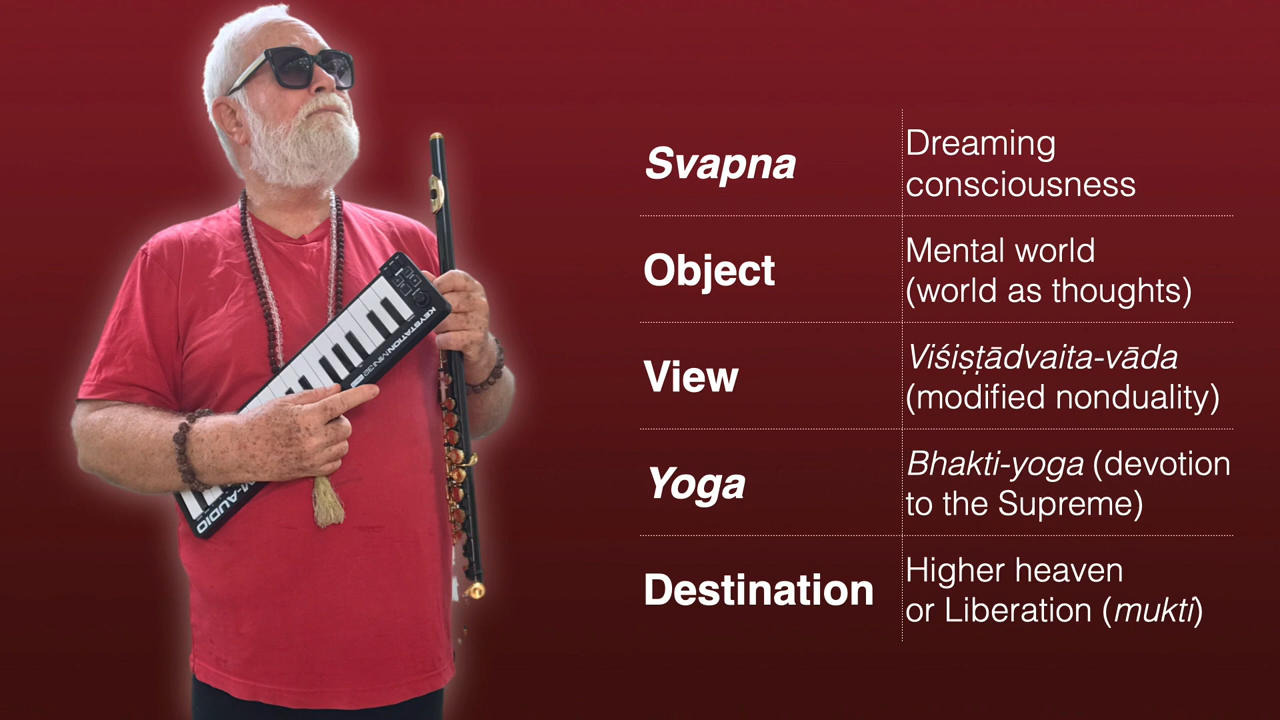 Svapna
Dreaming
consciousness
Object
Mental world
(world as thoughts)
View
Viśiṣṭādvaita-vāda
(modified nonduality)
Yoga
Bhakti-yoga (devotion
to the Supreme)
Destination
Higher heaven
or Liberation (mukti)
KEYSTATION MINI 32
M-AUDIO